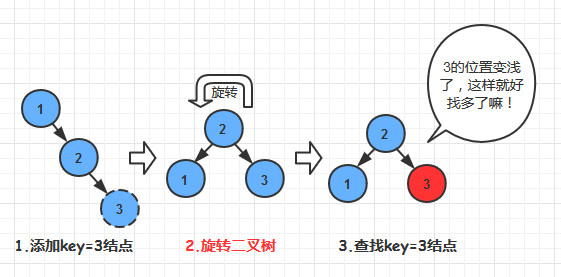 3的位置变浅
了，这样就好
找多了嘛！
旋转
1
2
3
2
1
3
2
1
3
1.添加key=3结点
2.旋转二叉树
3.查找key=3结点